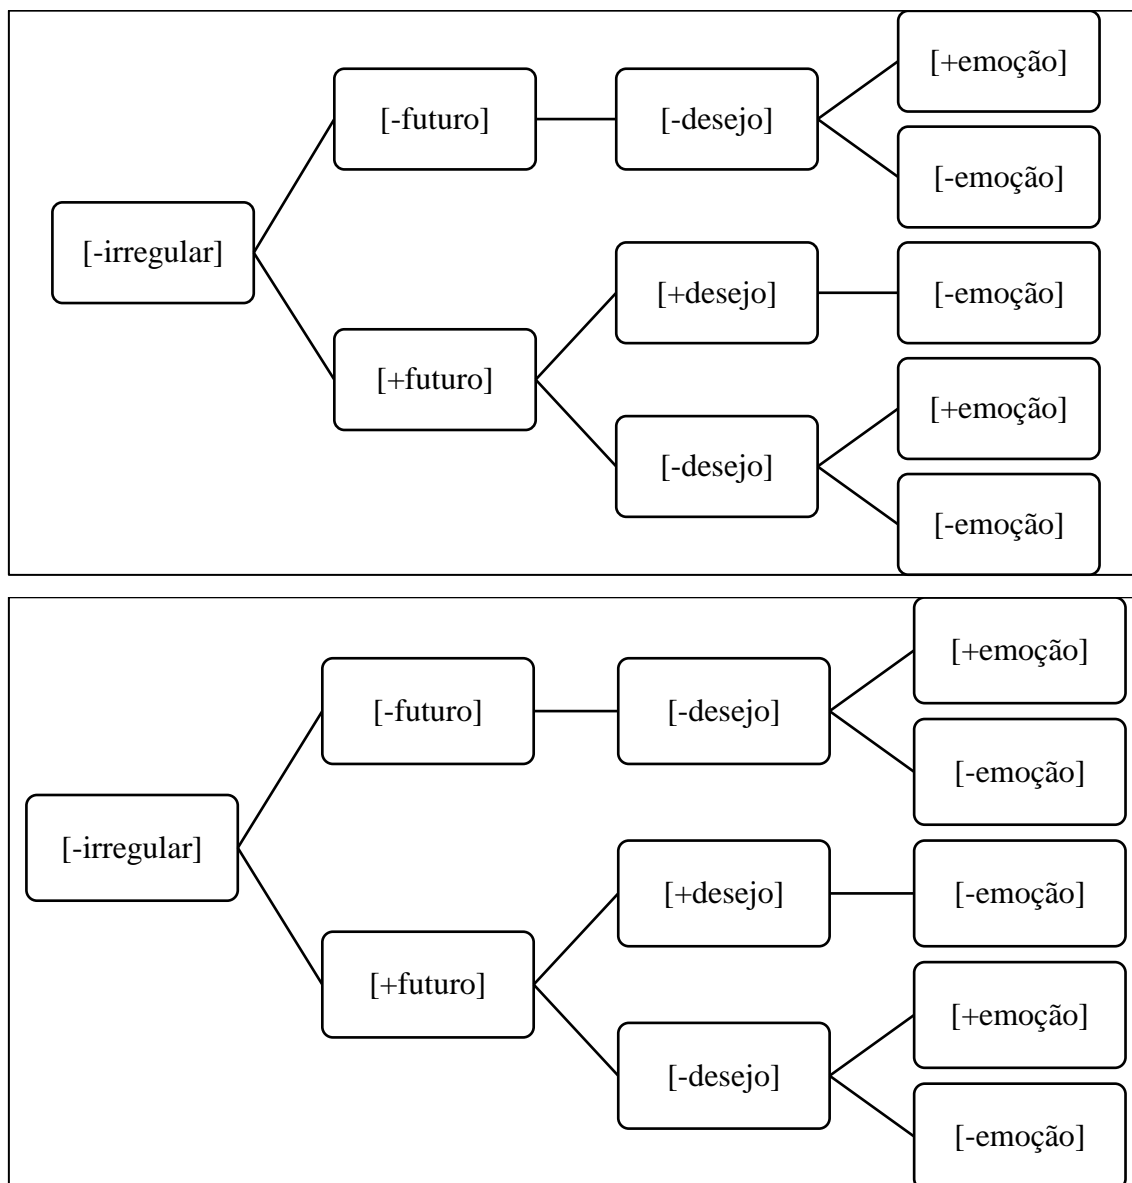 [+emoção]
[-futuro]
[-desejo]
[-emoção]
[-irregular]
[+desejo]
[-emoção]
[+futuro]
[+emoção]
[-desejo]
[-emoção]
[+emoção]
[-futuro]
[-desejo]
[-emoção]
[-irregular]
[+desejo]
[-emoção]
[+futuro]
[+emoção]
[-desejo]
[-emoção]